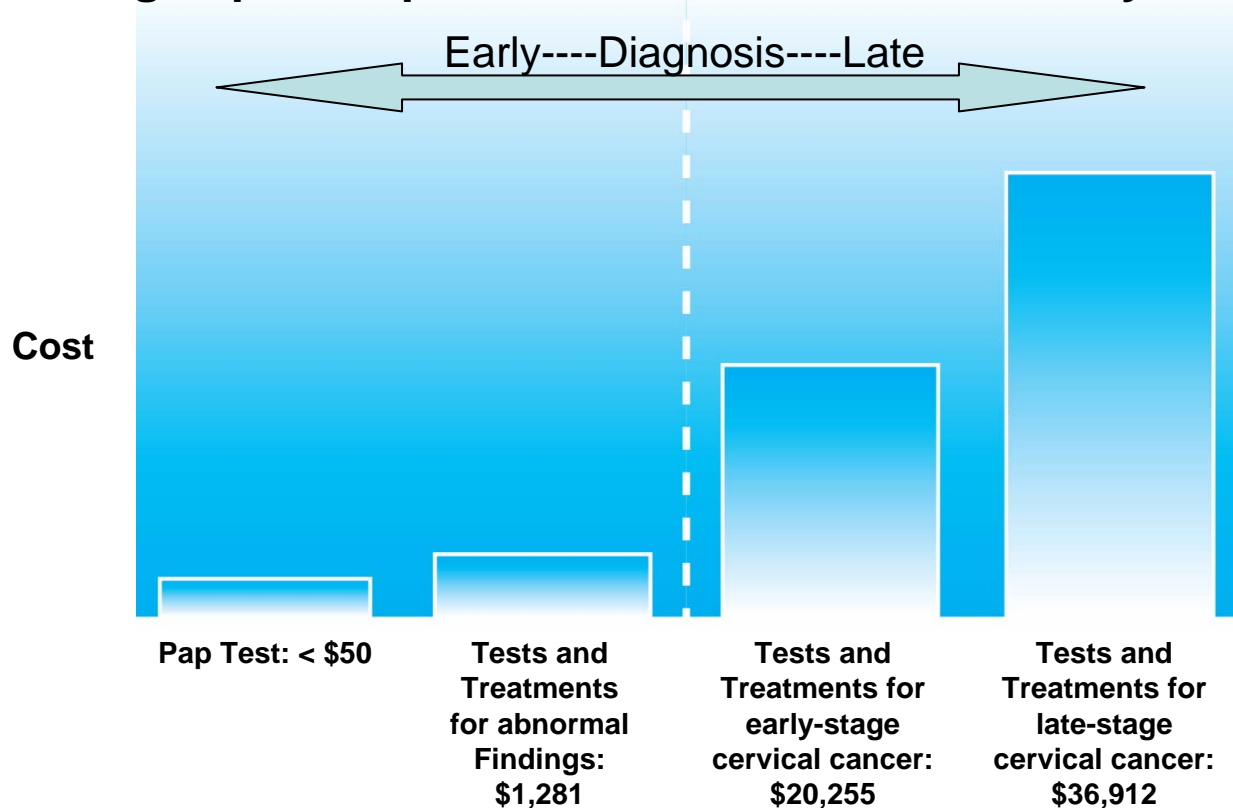 Early----Diagnosis----Late
Cost
Pap Test: < $50
Tests and
Treatments
for abnormal
Findings:
$1,281
Tests and
Treatments for
early-stage
cervical cancer:
$20,255
Tests and
Treatments for
late-stage
cervical cancer:
$36,912